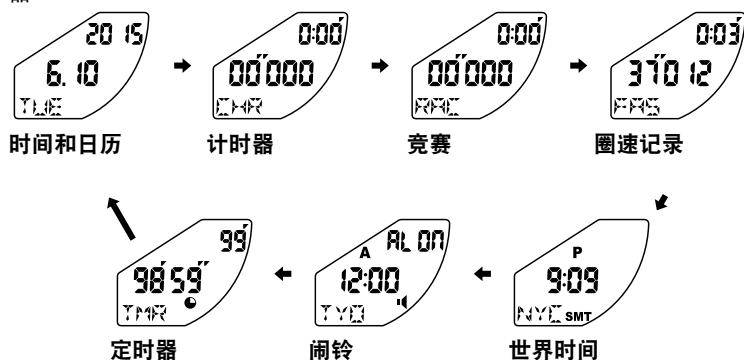 2015
6.10
TUE
时间和日历
0:00′
00″000
CHR
计时器
0:00′
00″000
RAC
竞赛
0:03′
37″012
FAS
圈速记录
99′
98′59″
TMR
定时器
AL ON
A
12:00
TYO
闹铃
P
9:09
NYC SMT
世界时间